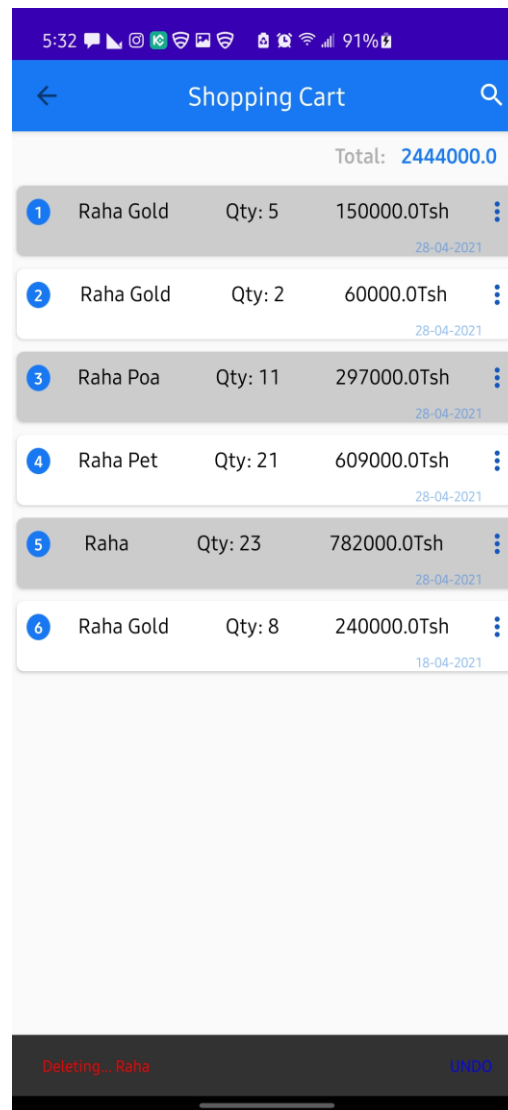 5:32 91%
Shopping Cart
Total: 2444000.0
1 Raha Gold Qty: 5 150000.0Tsh
28-04-2021
2 Raha Gold Qty: 2 60000.0Tsh
28-04-2021
3 Raha Poa Qty: 11 297000.0Tsh
28-04-2021
4 Raha Pet Qty: 21 609000.0Tsh
28-04-2021
5 Raha Qty: 23 782000.0Tsh
28-04-2021
6 Raha Gold Qty: 8 240000.0Tsh
18-04-2021
Deleting... Raha UNDO